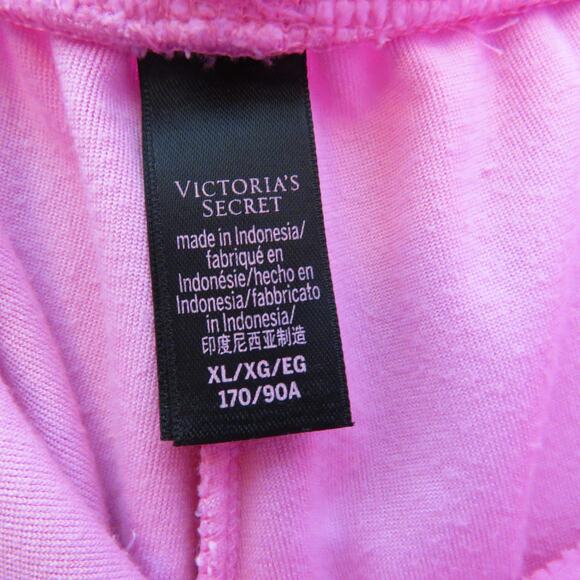 VICTORIA'S
SECRET
made in Indonesia/
fabriqué en
Indonésie/hecho en
Indonesia/fabbricato
in Indonesia/
印度尼西亚制造
XL/XG/EG
170/90A